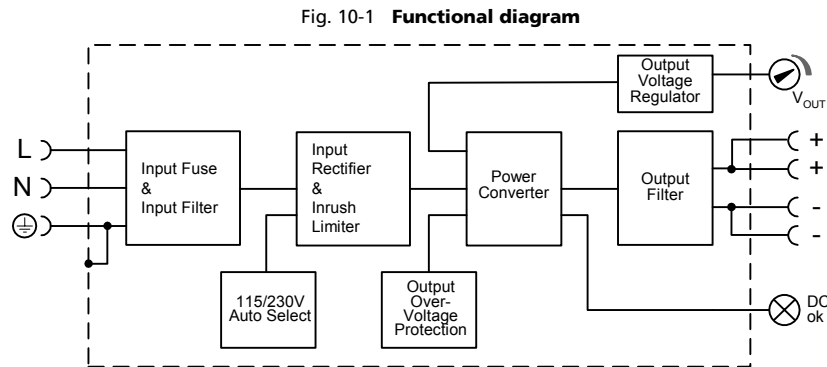 Fig. 10-1 Functional diagram
Output
Voltage
Regulator
V OUT
L
N
Input Fuse
&
Input Filter
Input
Rectifier
&
Inrush
Limiter
Power
Converter
Output
Filter
+
+
-
-
115/230V
Auto Select
Output
Over-
Voltage
Protection
DC
ok